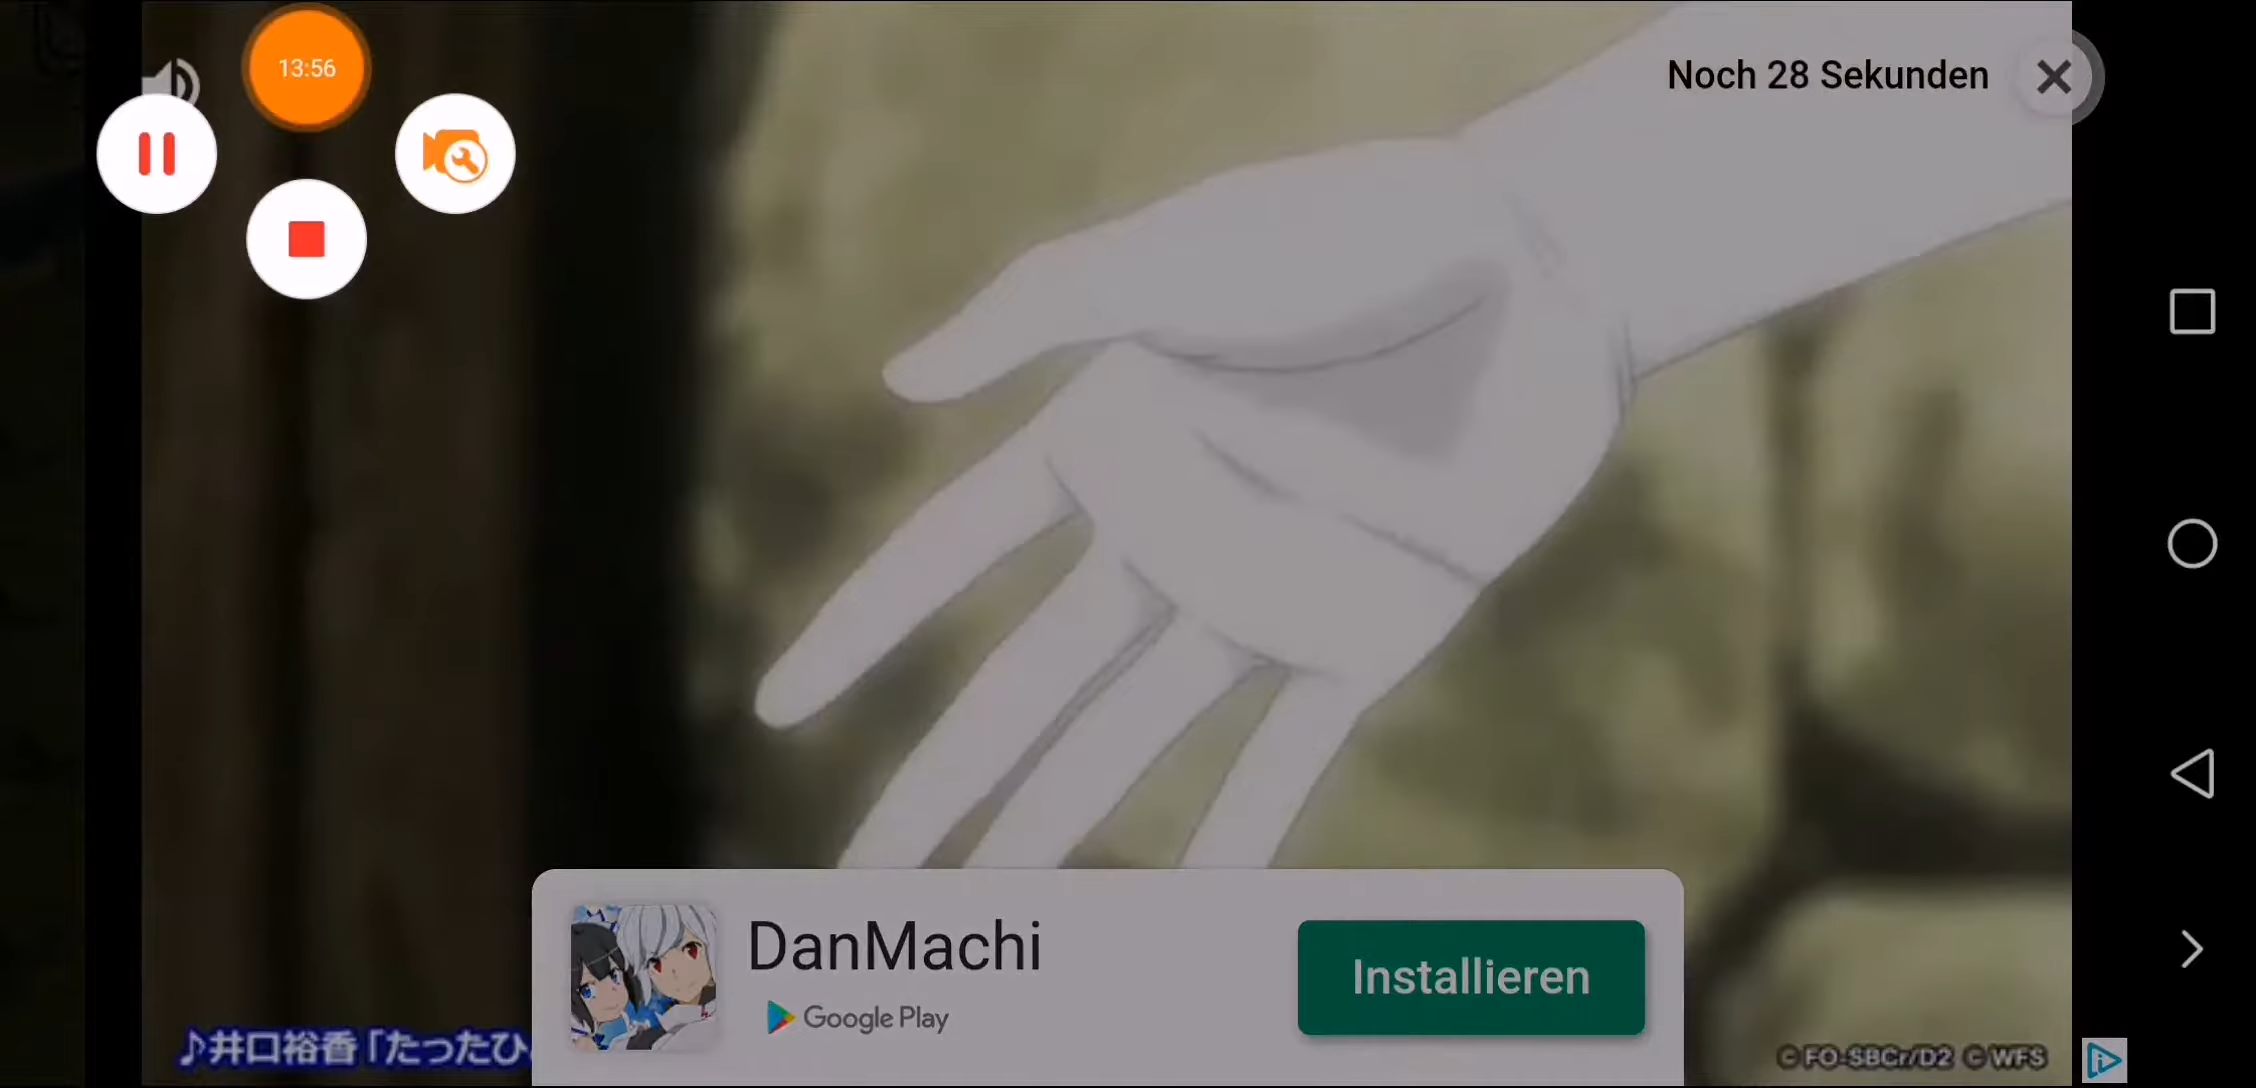 13:56
Noch 28 Sekunden
DanMachi
Google Play
Installieren
♪井口裕香「たったひ
© FO-SBCr/D2 © WFS